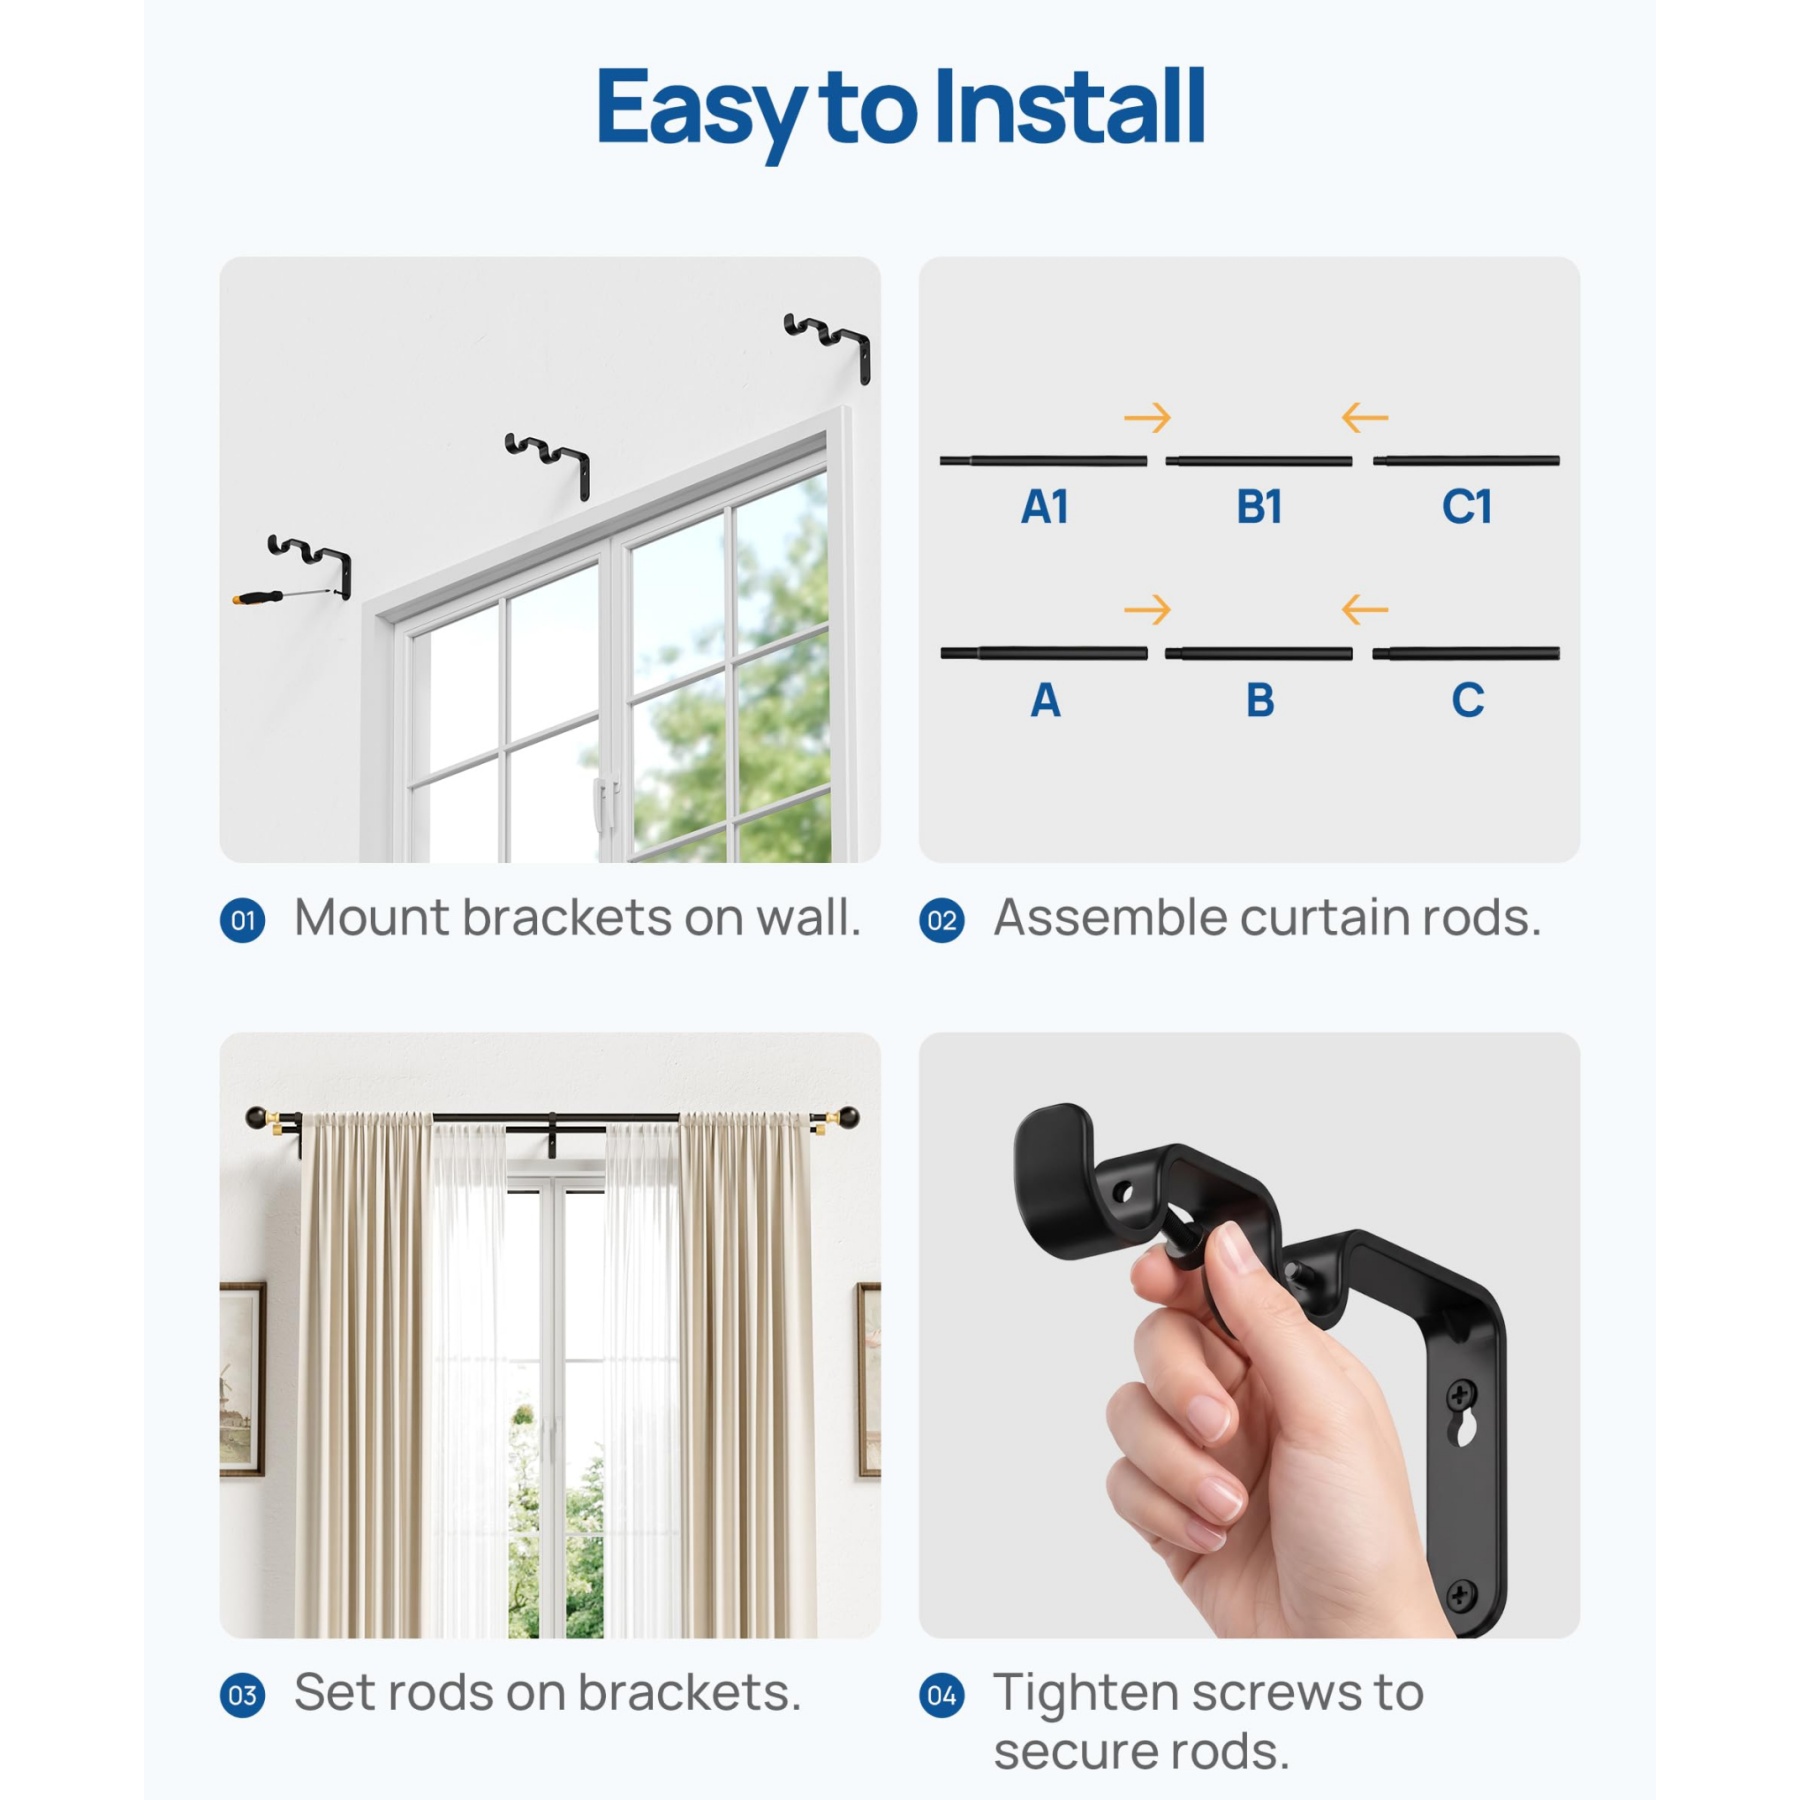 Easy to Install
A1 B1 C1
A B C
01 Mount brackets on wall.
02 Assemble curtain rods.
03 Set rods on brackets.
04 Tighten screws to
secure rods.